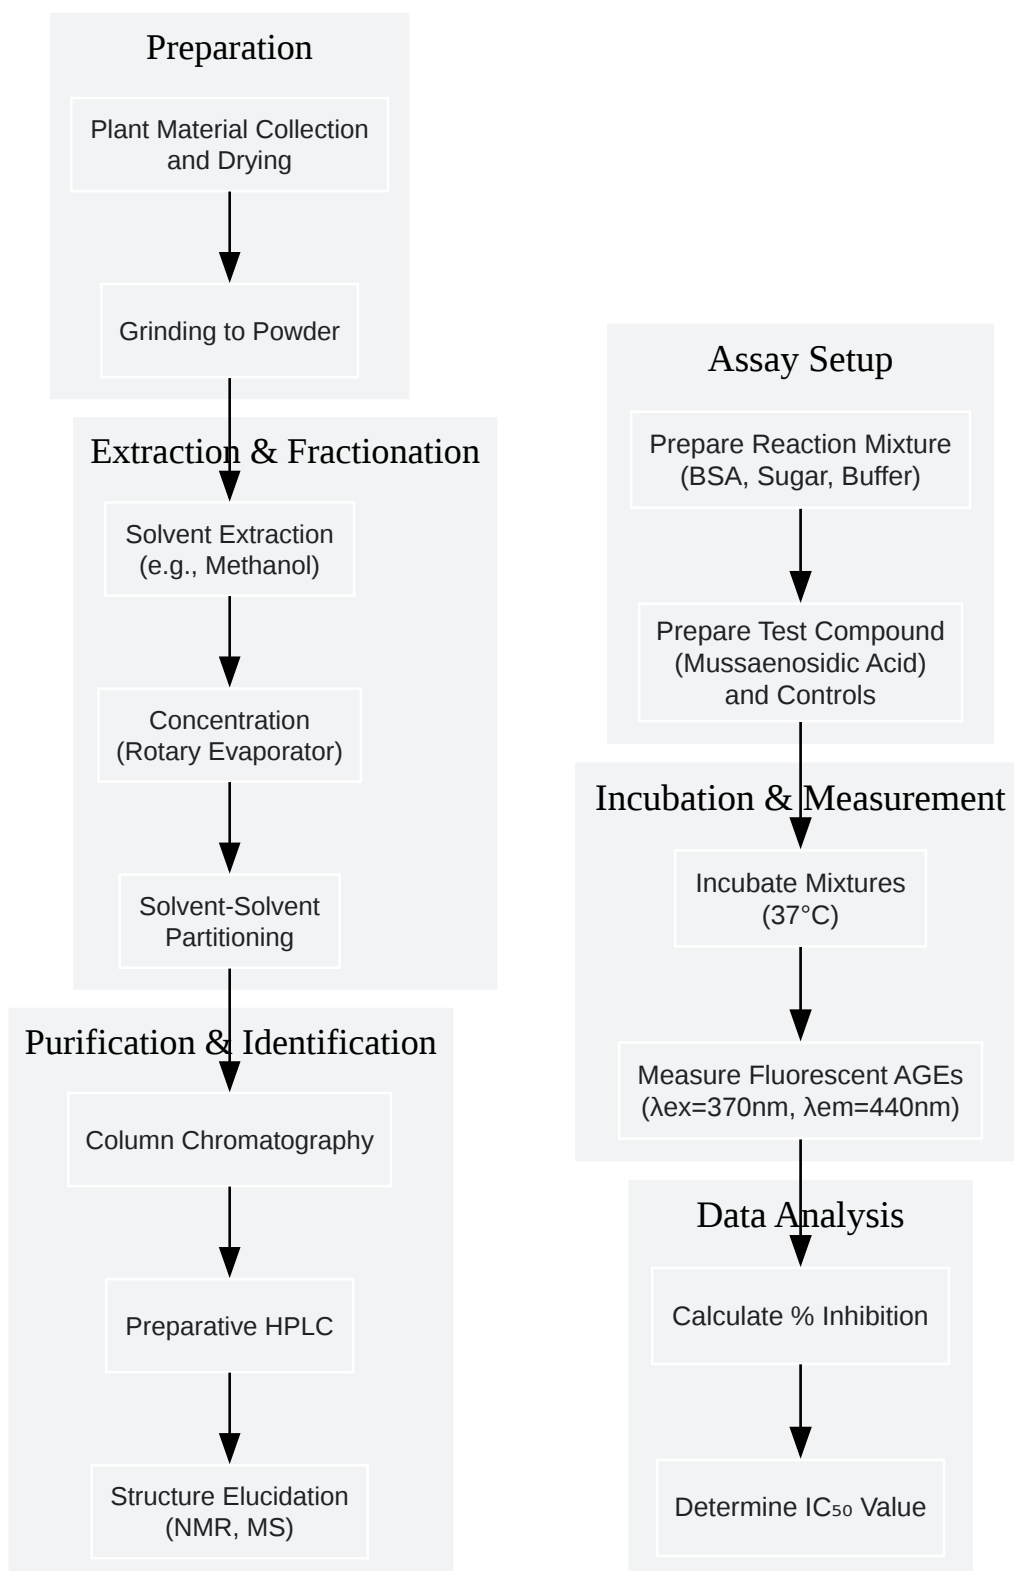 Preparation
Plant Material Collection
and Drying
Grinding to Powder
Extraction & Fractionation
Solvent Extraction
(e.g., Methanol)
Concentration
(Rotary Evaporator)
Solvent-Solvent
Partitioning
Purification & Identification
Column Chromatography
Preparative HPLC
Structure Elucidation
(NMR, MS)
Assay Setup
Prepare Reaction Mixture
(BSA, Sugar, Buffer)
Prepare Test Compound
(Mussaenosidic Acid)
and Controls
Incubation & Measurement
Incubate Mixtures
(37°C)
Measure Fluorescent AGEs
(λex=370nm, λem=440nm)
Data Analysis
Calculate % Inhibition
Determine IC₅₀ Value